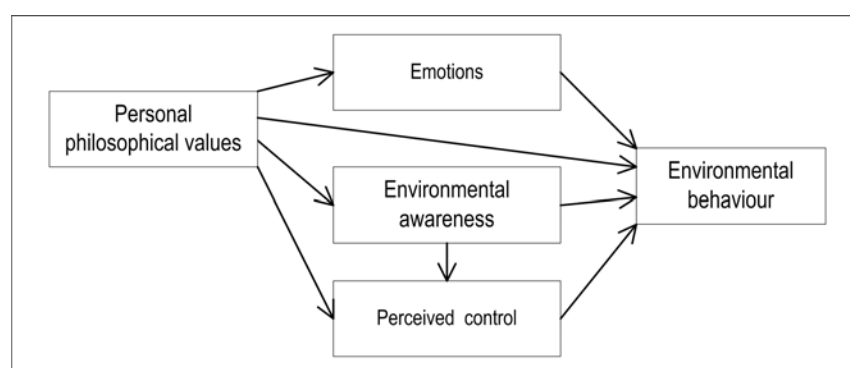 Emotions
Personal
philosophical values
Environmental
awareness
Environmental
behaviour
Perceived control